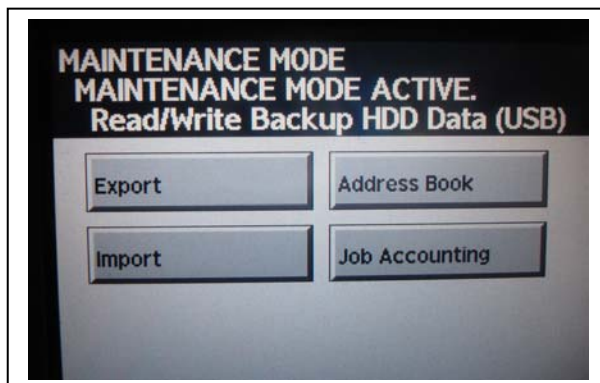 MAINTENANCE MODE
MAINTENANCE MODE ACTIVE.
Read/Write Backup HDD Data (USB)
Export
Address Book
Import
Job Accounting